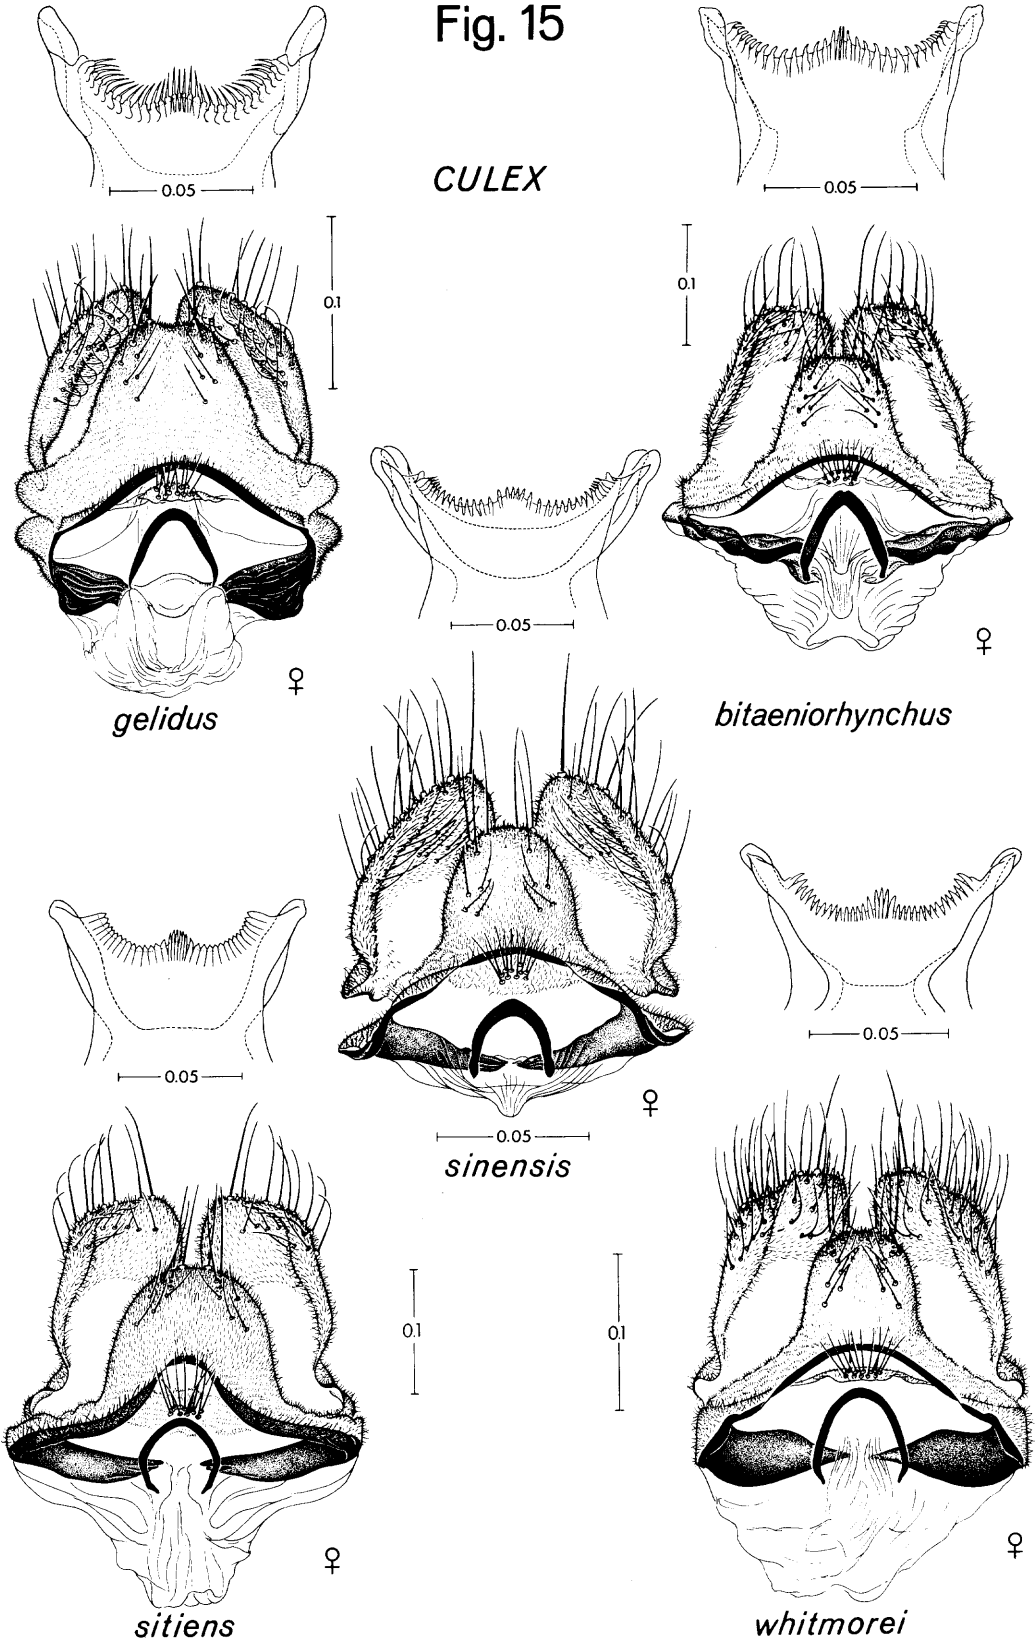 Fig. 15
CULEX
0.05
0.05
0.1
0.1
0.05
♀
gelidus
♀
bitaeniorhynchus
0.05
0.05
♀
0.05
sinensis
0.1
0.1
♀
sitiens
♀
whitmorei